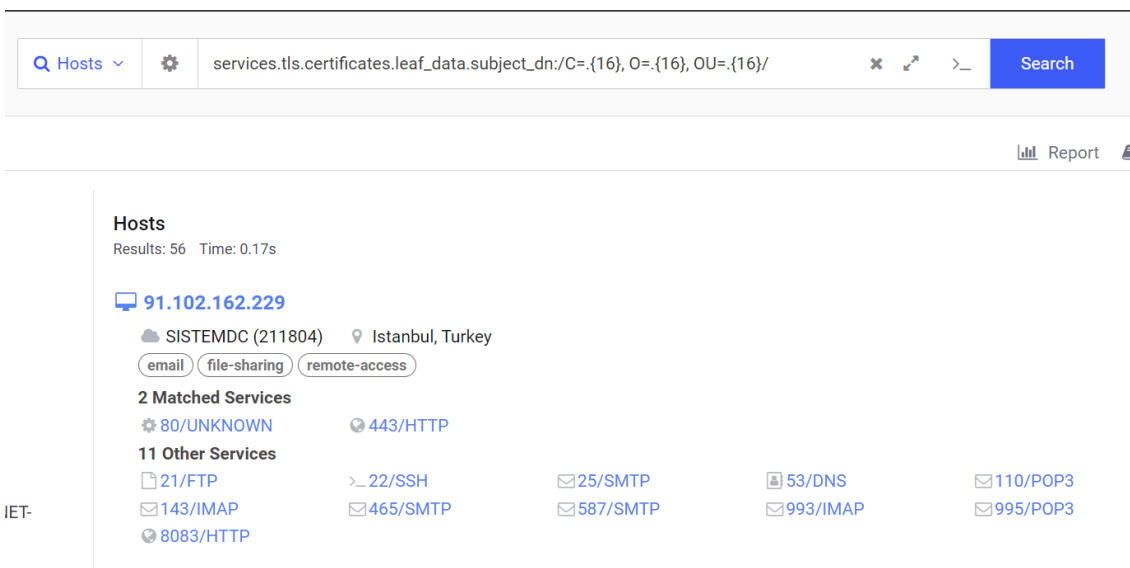 Hosts
services.tls.certificates.leaf_data.subject_dn:/C=.{16}, O=.{16}, OU=.{16}/
>_
Search
Report
Hosts
Results: 56 Time: 0.17s
91.102.162.229
SISTEMDC (211804) Istanbul, Turkey
email file-sharing remote-access
2 Matched Services
80/UNKNOWN 443/HTTP
11 Other Services
21/FTP >_ 22/SSH 25/SMTP 53/DNS 110/POP3
143/IMAP 465/SMTP 587/SMTP 993/IMAP 995/POP3
8083/HTTP